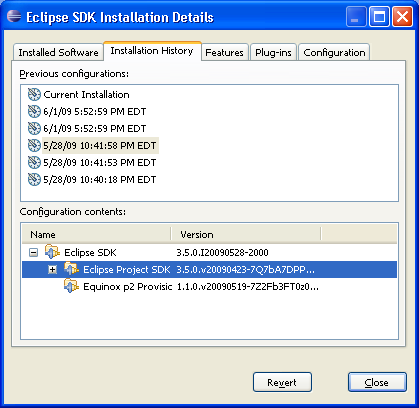 Eclipse SDK Installation Details
Installed Software Installation History Features Plug-ins Configuration
Previous configurations:
Current Installation
6/1/09 5:52:59 PM EDT
6/1/09 5:52:59 PM EDT
5/28/09 10:41:58 PM EDT
5/28/09 10:41:53 PM EDT
5/28/09 10:40:18 PM EDT
Configuration contents:
Name Version
Eclipse SDK 3.5.0.I20090528-2000
Eclipse Project SDK 3.5.0.v20090423-7Q7bA7DPP...
Equinox p2 Provisic 1.1.0.v20090519-7Z2Fb3FT0z0...
Revert Close